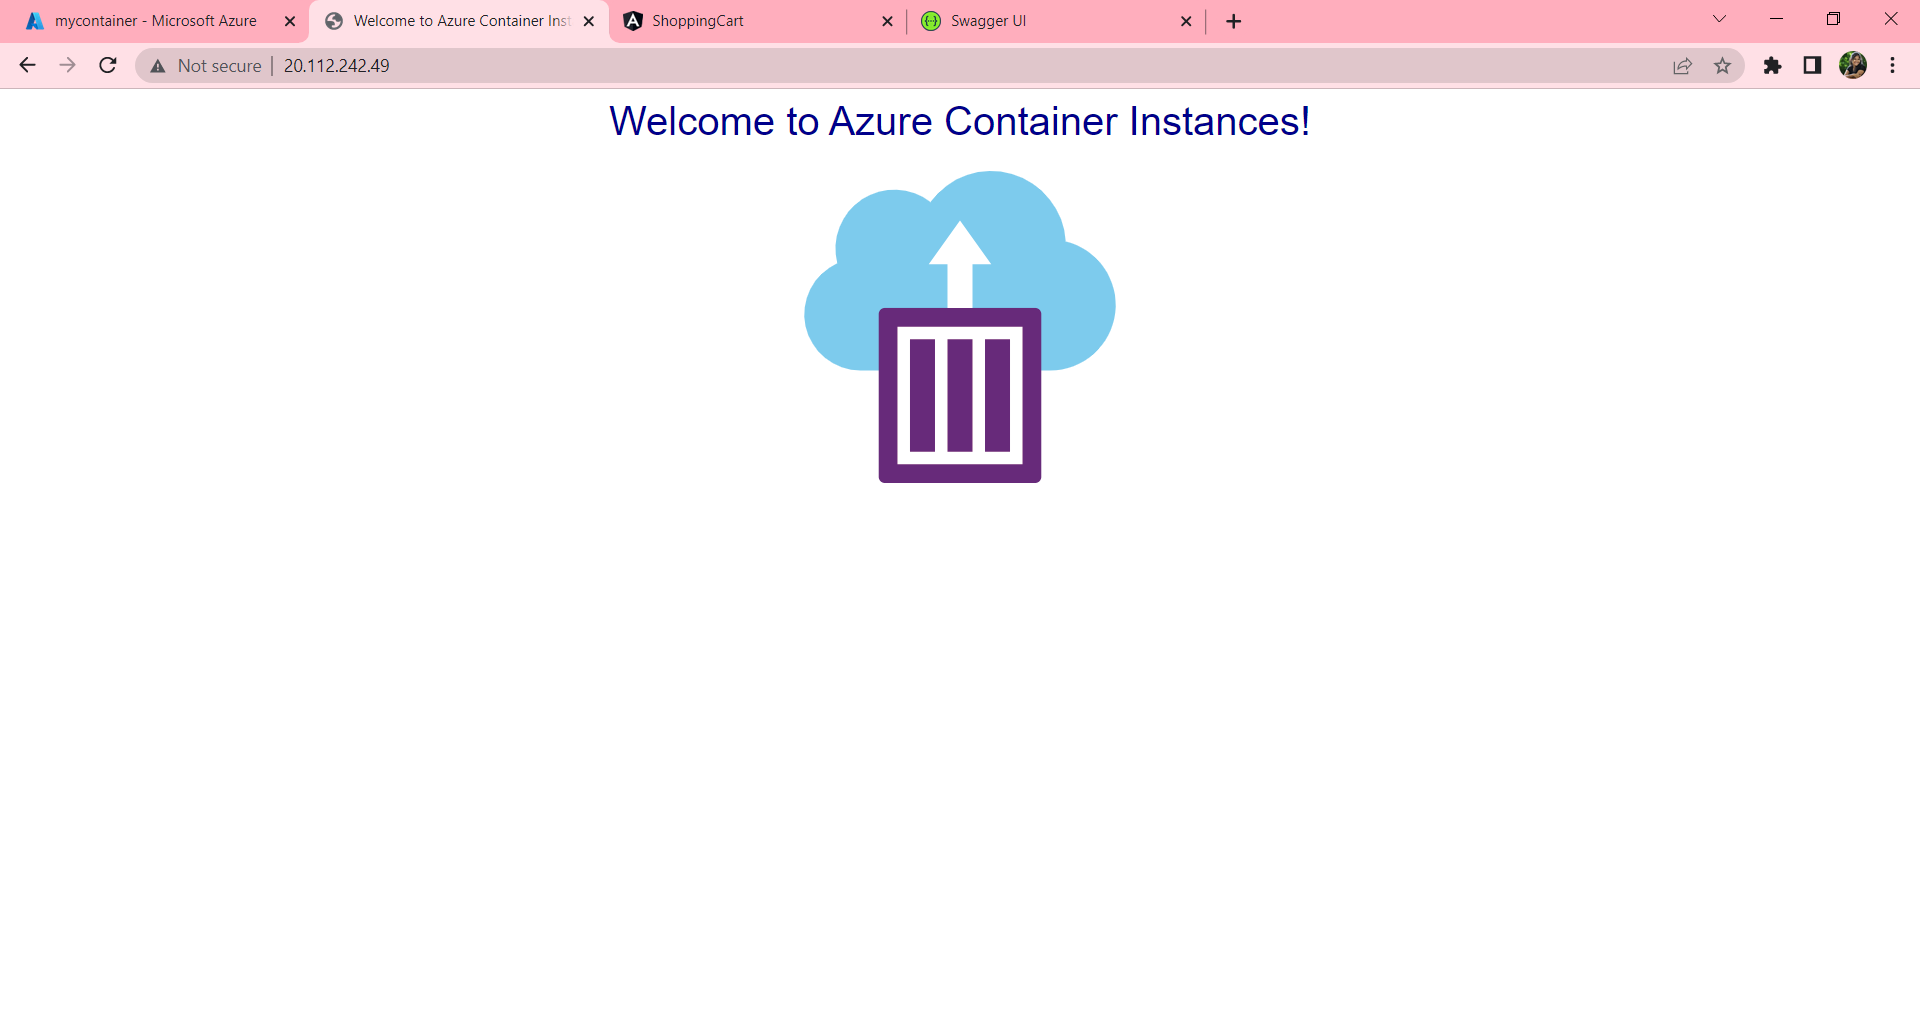 mycontainer - Microsoft Azure
Welcome to Azure Container Inst
ShoppingCart
Swagger UI
Not secure
20.112.242.49
Welcome to Azure Container Instances!